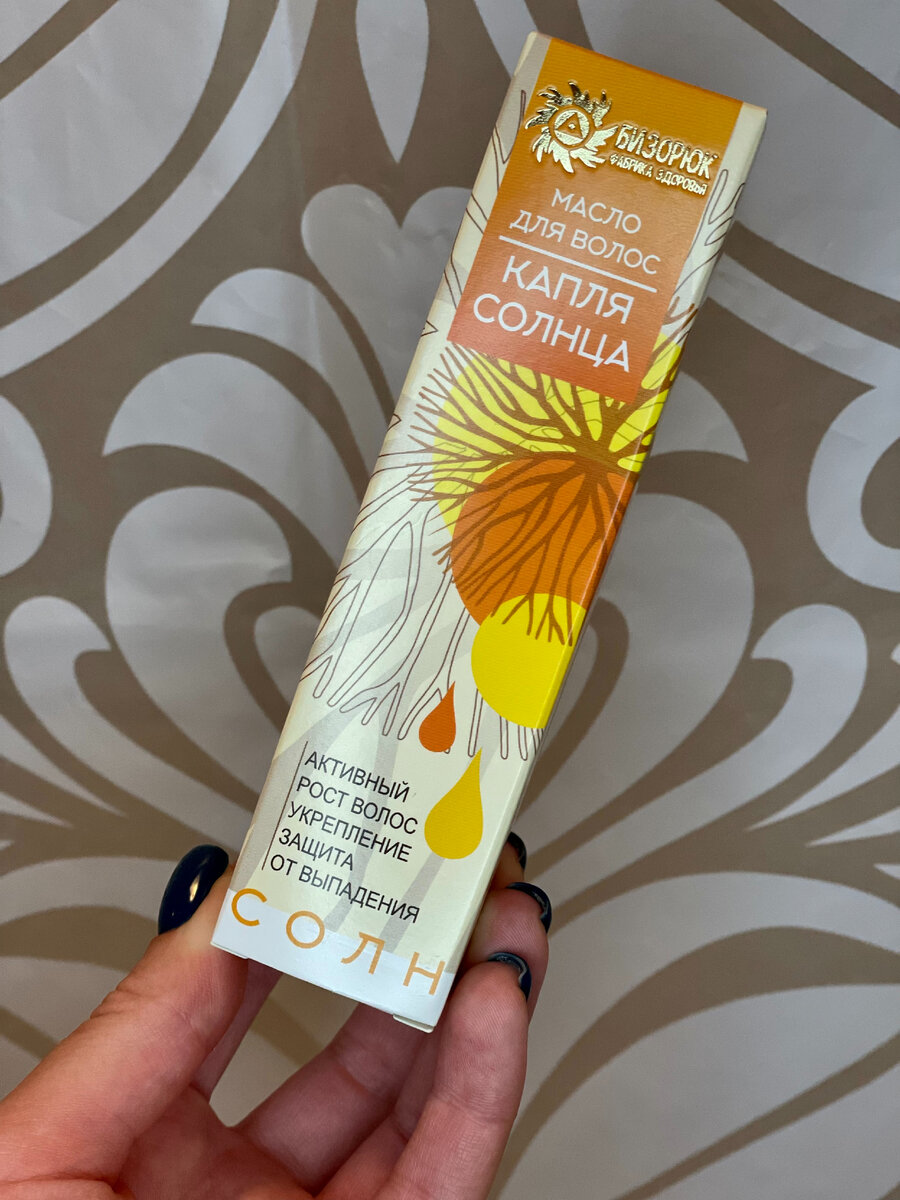 БИЗОРЮК
ФАБРИКА ЗДОРОВЬЯ
МАСЛО
ДЛЯ ВОЛОС
КАПЛЯ
СОЛНЦА
АКТИВНЫЙ
РОСТ ВОЛОС
УКРЕПЛЕНИЕ
ЗАЩИТА
ОТ ВЫПАДЕНИЯ
СОЛН